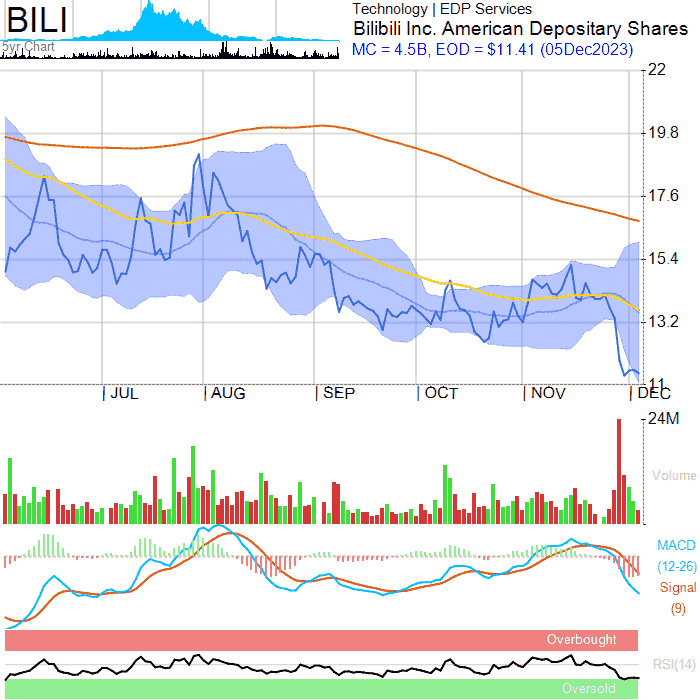 BILI
Technology | EDP Services
Bilibili Inc. American Depositary Shares
MC = 4.5B, EOD = $11.41 (05Dec2023)
5yr Chart
22
19.8
17.6
15.4
13.2
11
JUL AUG SEP OCT NOV DEC
24M
Volume
MACD
(12-26)
Signal
(9)
Overbought
RSI(14)
Oversold